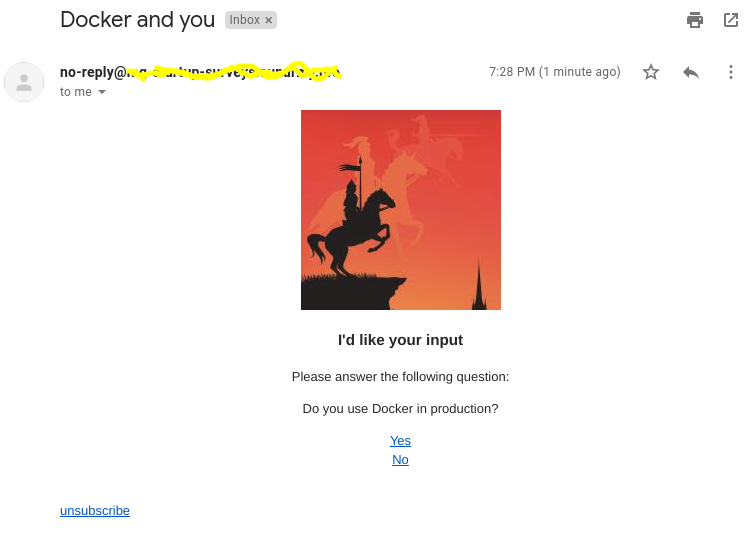 Docker and you
Inbox ×
no-reply@
7:28 PM (1 minute ago)
to me
I'd like your input
Please answer the following question:
Do you use Docker in production?
Yes
No
unsubscribe